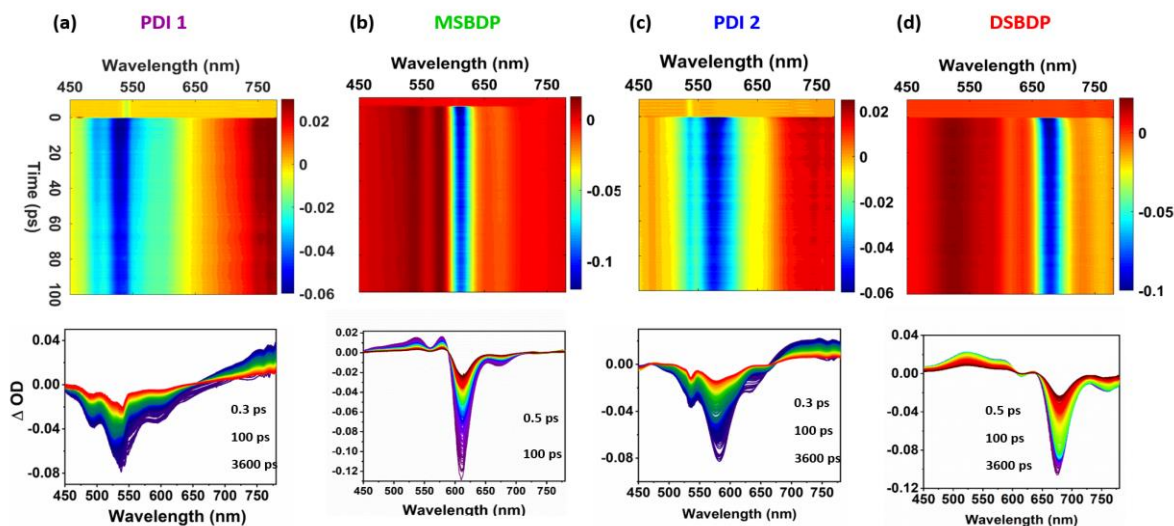 (a) PDI 1
(b) MSBDP
(c) PDI 2
(d) DSBDP
Wavelength (nm)
450 550 650 750
0.02
0
-0.02
-0.04
-0.06
0
20
40
60
80
100
Time (ps)
Wavelength (nm)
450 550 650 750
0
-0.05
-0.1
Wavelength (nm)
450 550 650 750
0.02
0
-0.02
-0.04
-0.06
Wavelength (nm)
450 550 650 750
0
-0.05
-0.1
0.04
0.00
-0.04
-0.08
Δ OD
0.3 ps
100 ps
3600 ps
450 500 550 600 650 700 750
Wavelength (nm)
0.02
0.00
-0.02
-0.04
-0.06
-0.08
-0.10
-0.12
0.5 ps
100 ps
450 500 550 600 650 700 750
Wavelength (nm)
0.00
-0.04
-0.08
0.3 ps
100 ps
3600 ps
450 500 550 600 650 700 750
Wavelength (nm)
0.04
0.00
-0.04
-0.08
-0.12
0.5 ps
100 ps
3600 ps
450 500 550 600 650 700 750
Wavelength (nm)